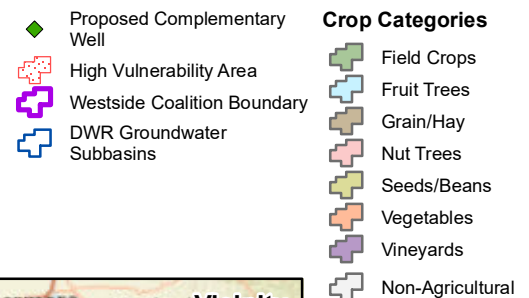 Proposed Complementary
Well
High Vulnerability Area
Westside Coalition Boundary
DWR Groundwater
Subbasins
Crop Categories
Field Crops
Fruit Trees
Grain/Hay
Nut Trees
Seeds/Beans
Vegetables
Vineyards
Non-Agricultural